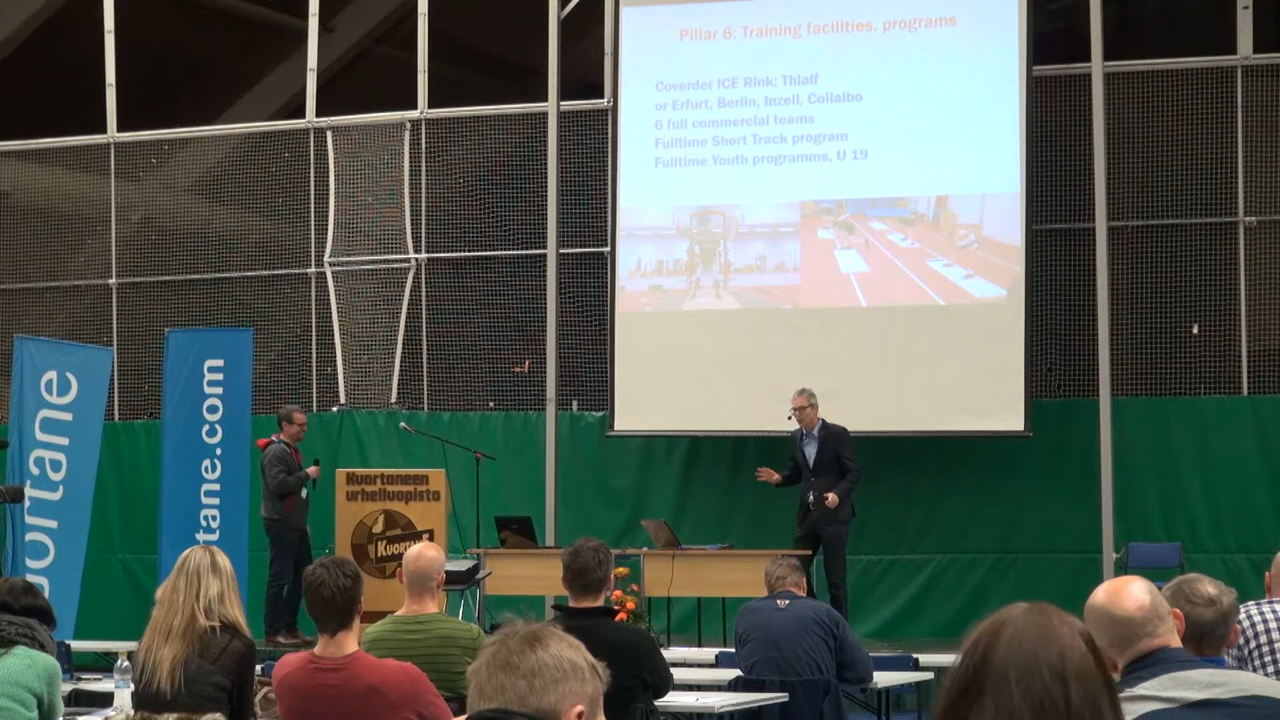 Pillar 6: Training facilities, programs
Coverder ICE Rink: Thialf
or Erfurt, Berlin, Inzell, Collalbo
6 full commercial teams
Fulltime Short Track program
Fulltime Youth programms, U 19
uortane
tane.com
Kuortaneen
urheiluopisto
KUORTANE